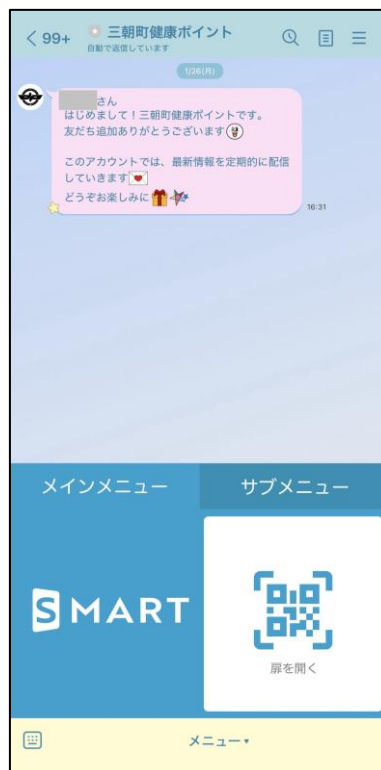 99+
三朝町健康ポイント
自動で返信しています
1/26(月)
さん
はじめまして！三朝町健康ポイントです。
友だち追加ありがとうございます
このアカウントでは、最新情報を定期的に配信
していきます
どうぞお楽しみに
16:31
メインメニュー
サブメニュー
SMART
扉を開く
メニュー▾